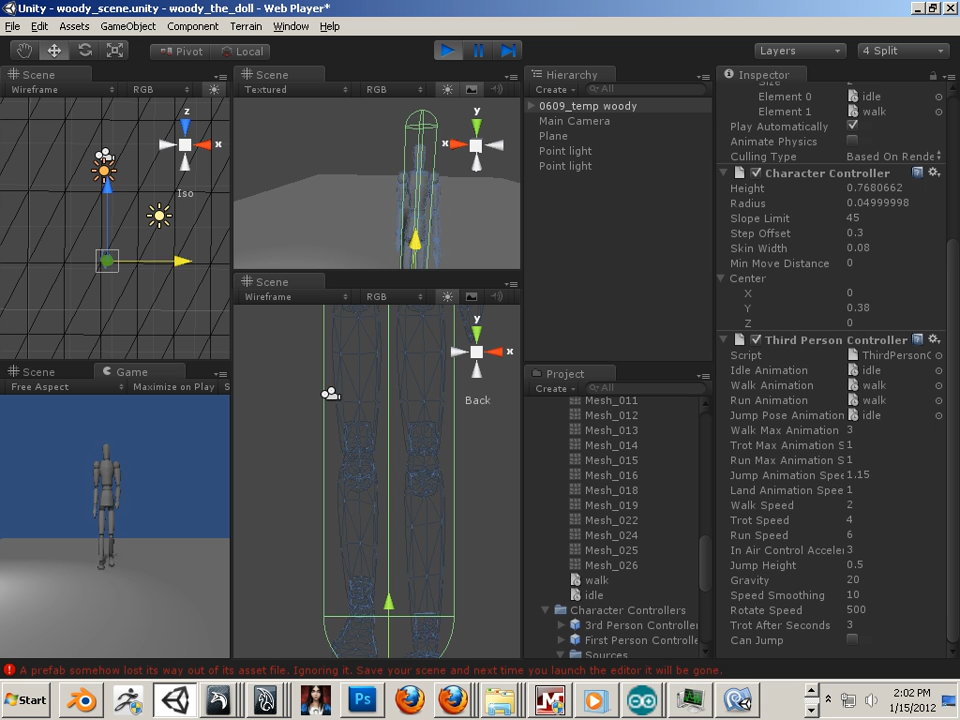 Unity - woody_scene.unity - woody_the_doll - Web Player*
File Edit Assets GameObject Component Terrain Window Help
Pivot Local Layers 4 Split
Scene
Wireframe RGB
z
x
Iso
Scene
Textured RGB
y
x
Scene
Wireframe RGB
y
x
Back
Scene Game
Free Aspect Maximize on Play S
Hierarchy
Create All
0609_temp woody
Main Camera
Plane
Point light
Point light
Project
Create All
Mesh_011
Mesh_012
Mesh_013
Mesh_014
Mesh_015
Mesh_016
Mesh_018
Mesh_019
Mesh_022
Mesh_024
Mesh_025
Mesh_026
walk
idle
Character Controllers
3rd Person Controller
First Person Controlle
Sources
Inspector
Size 2
Element 0 idle
Element 1 walk
Play Automatically
Animate Physics
Culling Type Based On Rende
Character Controller
Height 0.7680662
Radius 0.04999998
Slope Limit 45
Step Offset 0.3
Skin Width 0.08
Min Move Distance 0
Center
X 0
Y 0.38
Z 0
Third Person Controller
Script ThirdPersonC
Idle Animation idle
Walk Animation walk
Run Animation walk
Jump Pose Animation idle
Walk Max Animation 3
Trot Max Animation S 1
Run Max Animation S 1
Jump Animation Spee 1.15
Land Animation Spee 1
Walk Speed 2
Trot Speed 4
Run Speed 6
In Air Control Acceler 3
Jump Height 0.5
Gravity 20
Speed Smoothing 10
Rotate Speed 500
Trot After Seconds 3
Can Jump
A prefab somehow lost its way out of its asset file. Ignoring it. Save your scene and next time you launch the editor it will be gone.
Start Ps 2:02 PM
1/15/2012